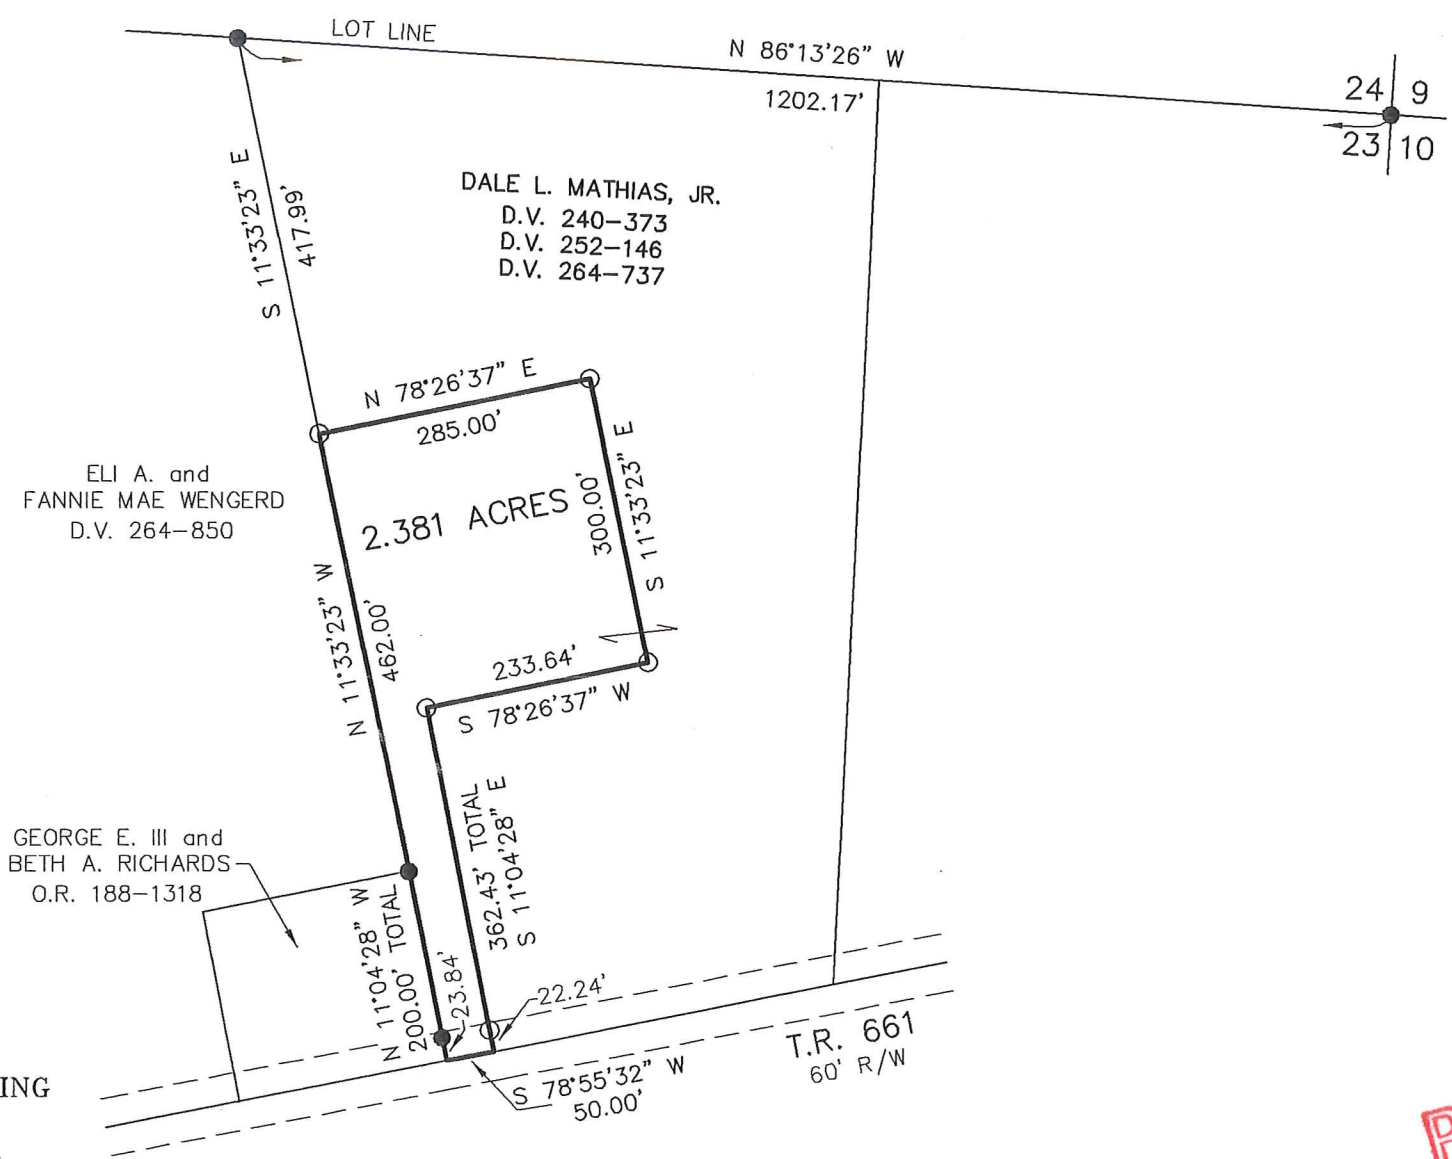 LOT LINE
N 86°13'26" W
1202.17'
24 9
23 10
S 11°33'23" E
417.99'
DALE L. MATHIAS, JR.
D.V. 240-373
D.V. 252-146
D.V. 264-737
N 78°26'37" E
285.00'
ELI A. and
FANNIE MAE WENGERD
D.V. 264-850
2.381 ACRES
300.00'
S 11°33'23" E
N 11°33'23" W
462.00'
233.64'
S 78°26'37" W
GEORGE E. III and
BETH A. RICHARDS
O.R. 188-1318
362.43' TOTAL
S 11°04'28" E
N 11°04'28" W
200.00' TOTAL
23.84'
22.24'
T.R. 661
60' R/W
S 78°55'32" W
50.00'
ING